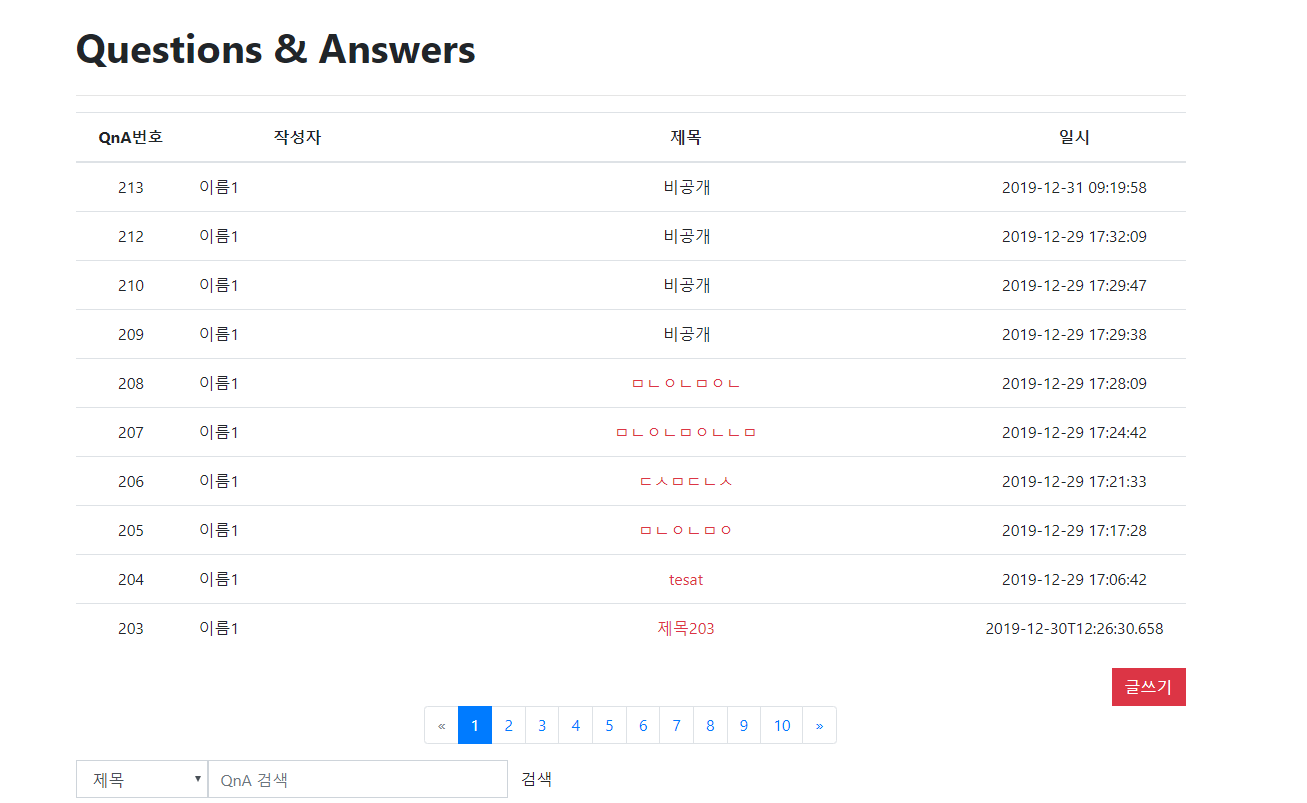 Questions & Answers
QnA번호 작성자 제목 일시
213 이름1 비공개 2019-12-31 09:19:58
212 이름1 비공개 2019-12-29 17:32:09
210 이름1 비공개 2019-12-29 17:29:47
209 이름1 비공개 2019-12-29 17:29:38
208 이름1 ㅁㄴㅇㄴㅁㅇㄴ 2019-12-29 17:28:09
207 이름1 ㅁㄴㅇㄴㅁㅇㄴㄴㅁ 2019-12-29 17:24:42
206 이름1 ㄷㅅㅁㄷㄴㅅ 2019-12-29 17:21:33
205 이름1 ㅁㄴㅇㄴㅁㅇ 2019-12-29 17:17:28
204 이름1 tesat 2019-12-29 17:06:42
203 이름1 제목203 2019-12-30T12:26:30.658
글쓰기
« 1 2 3 4 5 6 7 8 9 10 »
제목 QnA 검색 검색